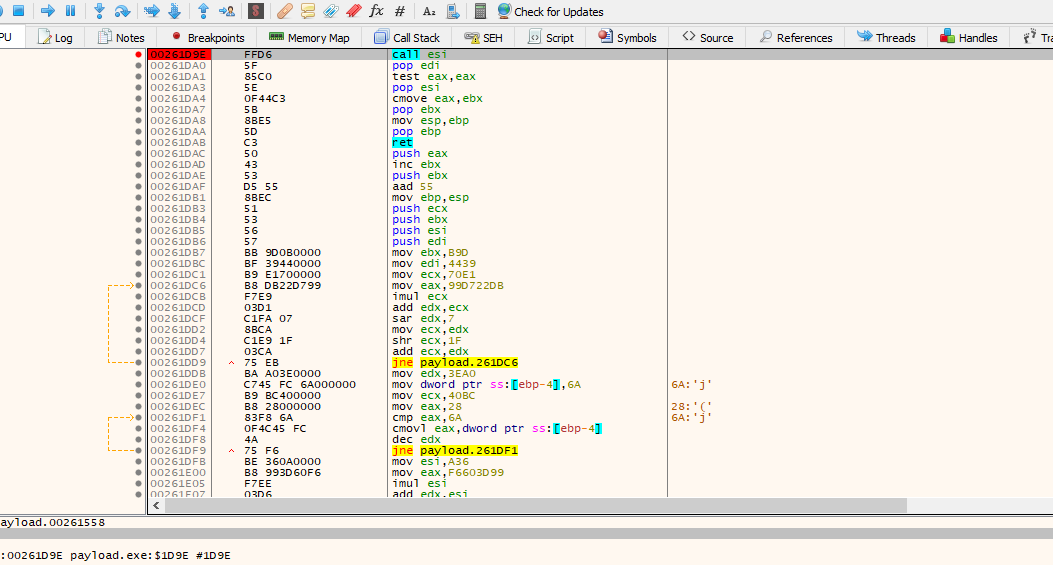 fx # A₂ Check for Updates
PU Log Notes Breakpoints Memory Map Call Stack SEH Script Symbols Source References Threads Handles Tra
00261D9E FFD6 call esi
00261DA0 5F pop edi
00261DA1 85C0 test eax,eax
00261DA3 5E pop esi
00261DA4 0F44C3 cmove eax,ebx
00261DA7 5B pop ebx
00261DA8 8BE5 mov esp,ebp
00261DAA 5D pop ebp
00261DAB C3 ret
00261DAC 50 push eax
00261DAD 43 inc ebx
00261DAE 53 push ebx
00261DAF D5 55 aad 55
00261DB1 8BEC mov ebp,esp
00261DB3 51 push ecx
00261DB4 53 push ebx
00261DB5 56 push esi
00261DB6 57 push edi
00261DB7 BB 9D0B0000 mov ebx,B9D
00261DBC BF 39440000 mov edi,4439
00261DC1 B9 E1700000 mov ecx,70E1
00261DC6 B8 DB22D799 mov eax,99D722DB
00261DCB F7E9 imul ecx
00261DCD 03D1 add edx,ecx
00261DCF C1FA 07 sar edx,7
00261DD2 8BCA mov ecx,edx
00261DD4 C1E9 1F shr ecx,1F
00261DD7 03CA add ecx,edx
00261DD9 75 EB jne payload.261DC6
00261DDB BA A03E0000 mov edx,3EA0
00261DE0 C745 FC 6A000000 mov dword ptr ss:[ebp-4],6A 6A:'j'
00261DE7 B9 BC400000 mov ecx,40BC
00261DEC B8 28000000 mov eax,28 28:'('
00261DF1 83F8 6A cmp eax,6A 6A:'j'
00261DF4 0F4C45 FC cmovl eax,dword ptr ss:[ebp-4]
00261DF8 4A dec edx
00261DF9 75 F6 jne payload.261DF1
00261DFB BE 360A0000 mov esi,A36
00261E00 B8 993D60F6 mov eax,F6603D99
00261E05 F7EE imul esi
00261E07 03D6 add edx,esi
ayload.00261558
:00261D9E payload.exe:$1D9E #1D9E